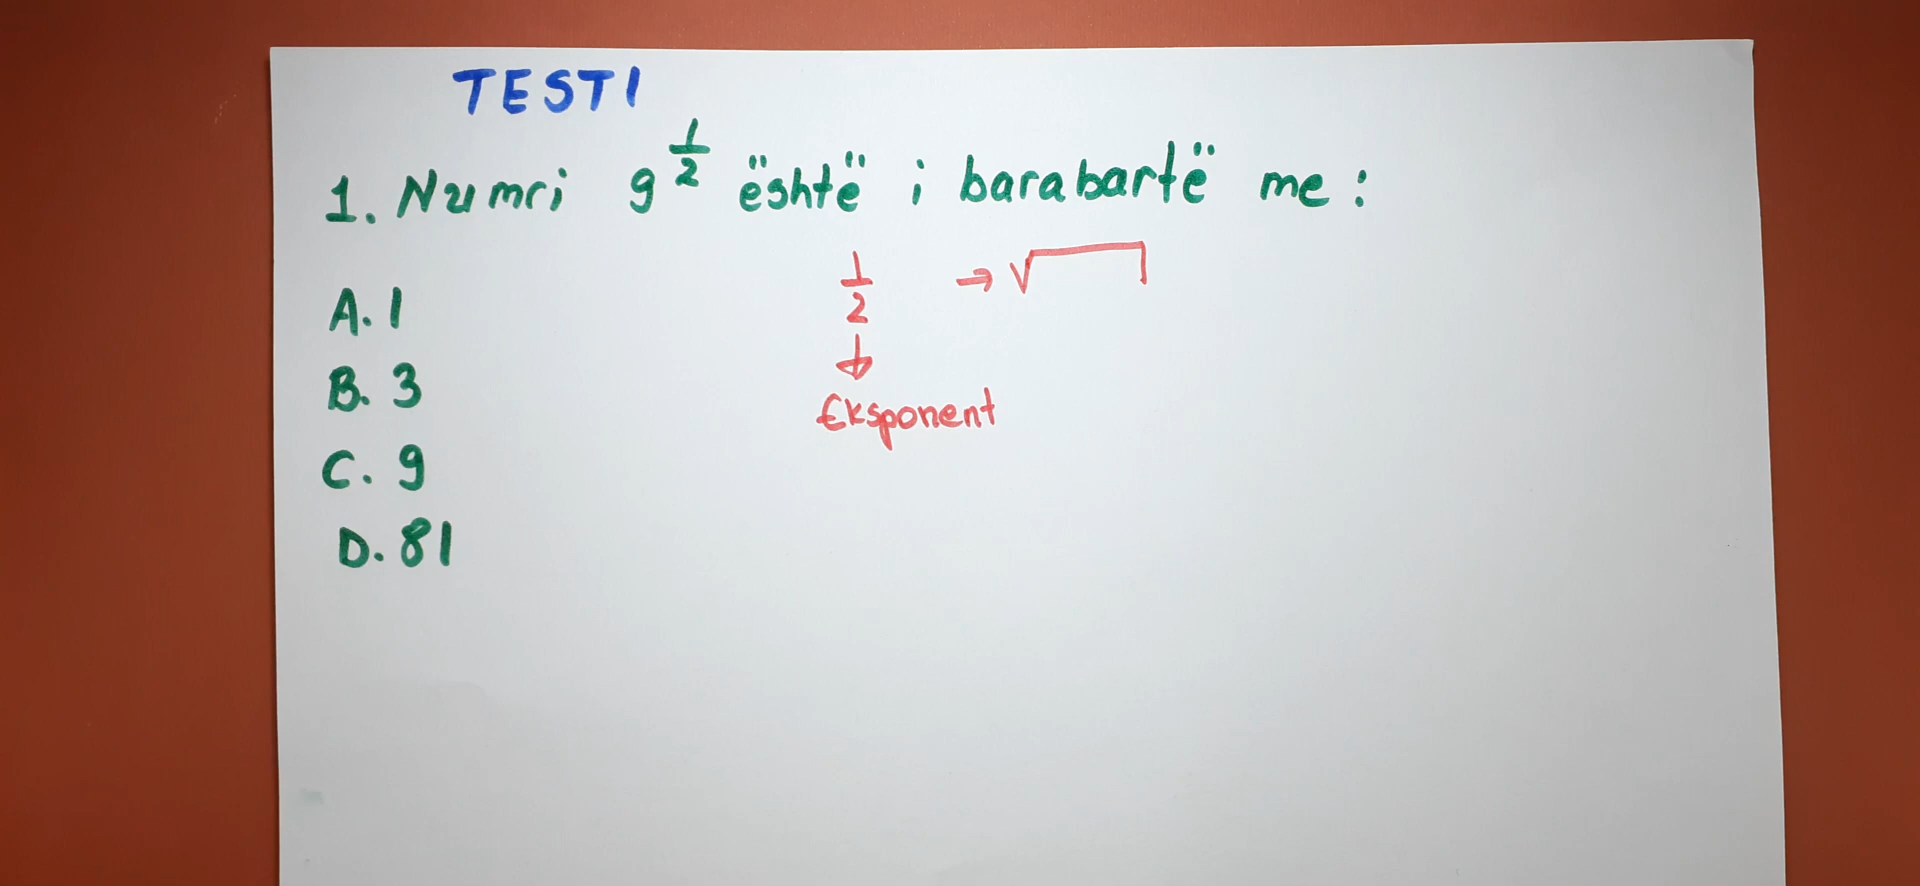 TESTI
1. Numri 9^1/2 është i barabartë me:
1/2 → √
A. 1
B. 3
Eksponent
C. 9
D. 81